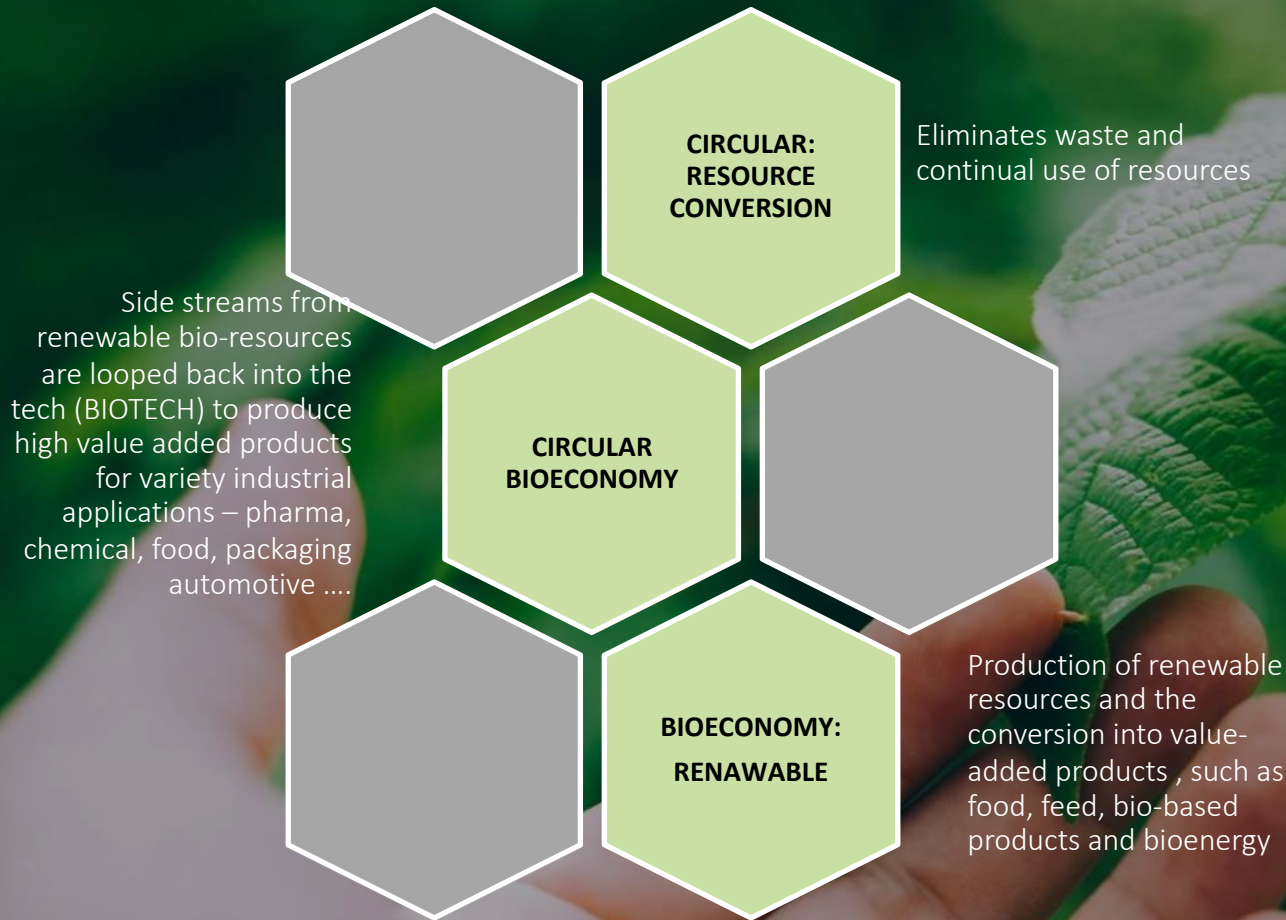 CIRCULAR:
RESOURCE
CONVERSION
Eliminates waste and
continual use of resources
Side streams from
renewable bio-resources
are looped back into the
tech (BIOTECH) to produce
high value added products
for variety industrial
applications – pharma,
chemical, food, packaging
automotive ....
CIRCULAR
BIOECONOMY
BIOECONOMY:
RENAWABLE
Production of renewable
resources and the
conversion into value-
added products , such as
food, feed, bio-based
products and bioenergy